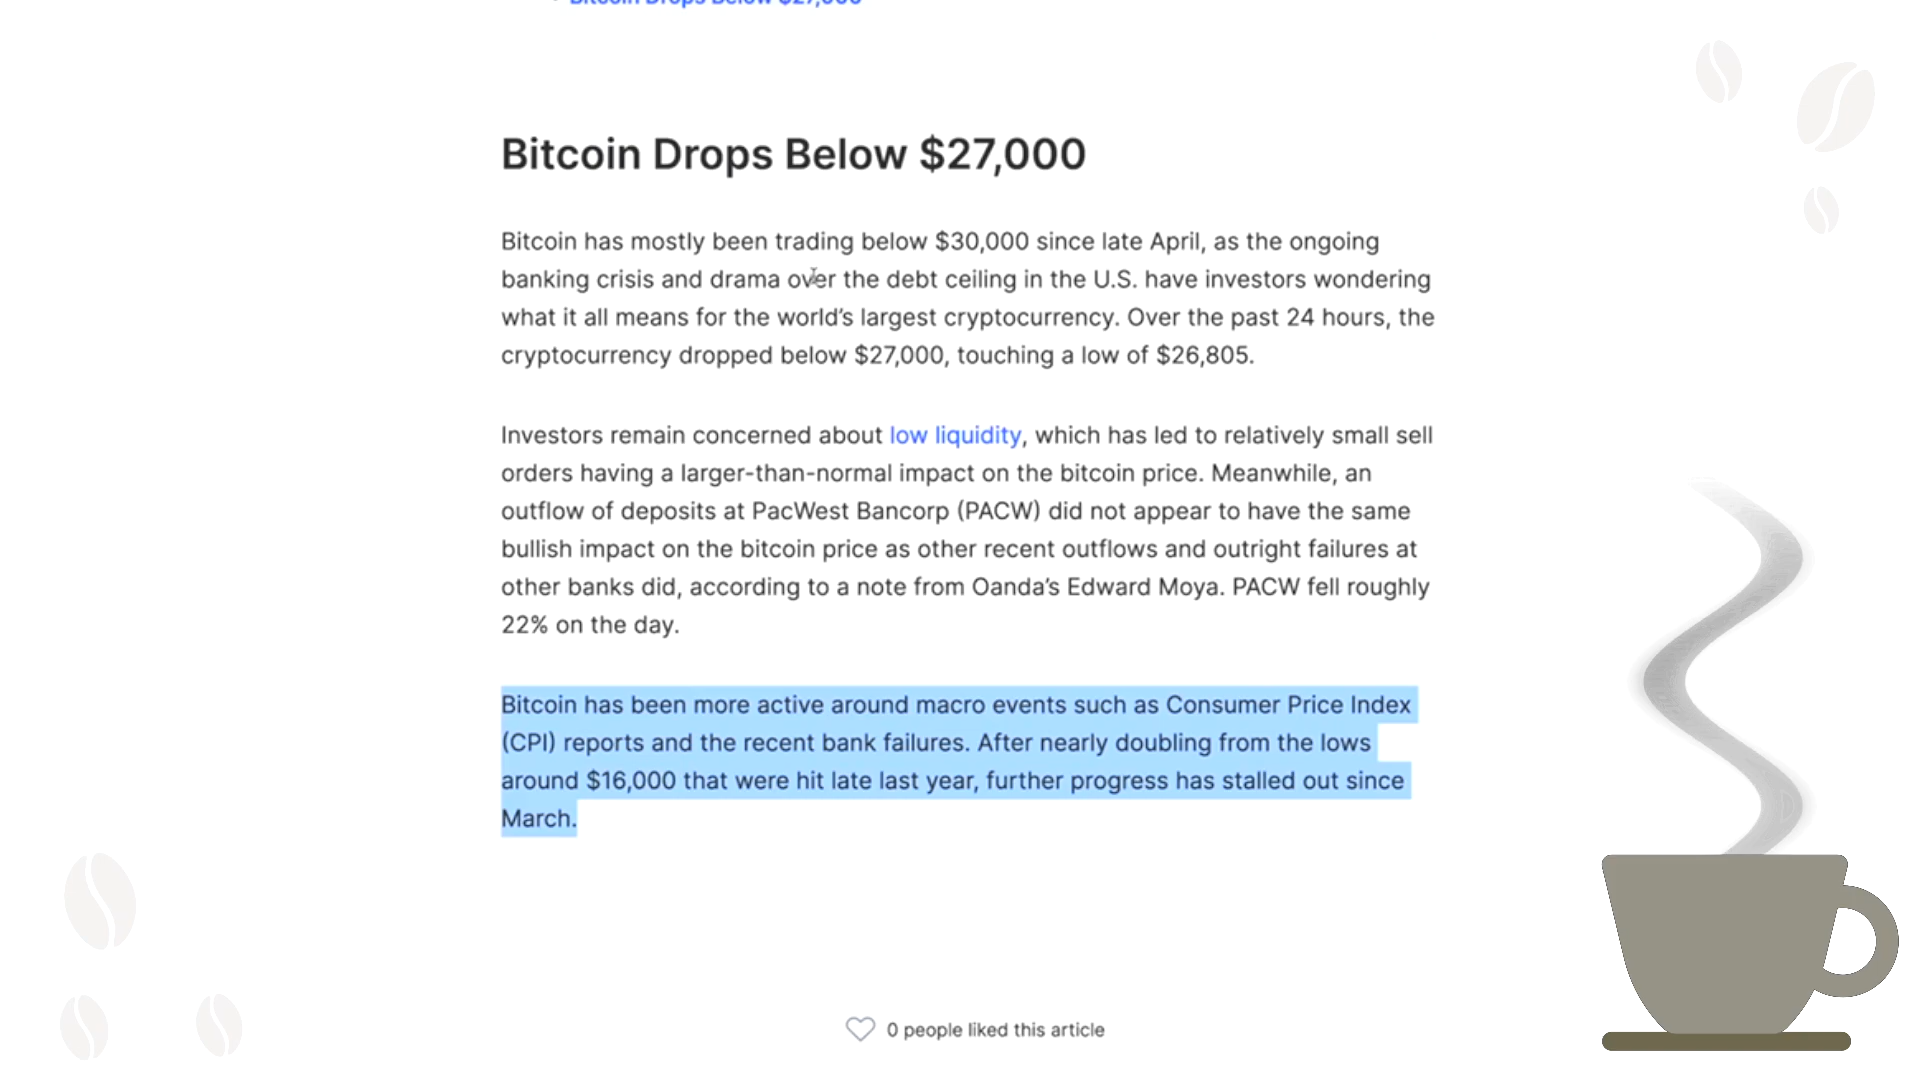 Bitcoin Drops Below $27,000
Bitcoin Drops Below $27,000
Bitcoin has mostly been trading below $30,000 since late April, as the ongoing
banking crisis and drama over the debt ceiling in the U.S. have investors wondering
what it all means for the world’s largest cryptocurrency. Over the past 24 hours, the
cryptocurrency dropped below $27,000, touching a low of $26,805.
Investors remain concerned about low liquidity, which has led to relatively small sell
orders having a larger-than-normal impact on the bitcoin price. Meanwhile, an
outflow of deposits at PacWest Bancorp (PACW) did not appear to have the same
bullish impact on the bitcoin price as other recent outflows and outright failures at
other banks did, according to a note from Oanda’s Edward Moya. PACW fell roughly
22% on the day.
Bitcoin has been more active around macro events such as Consumer Price Index
(CPI) reports and the recent bank failures. After nearly doubling from the lows
around $16,000 that were hit late last year, further progress has stalled out since
March.
0 people liked this article